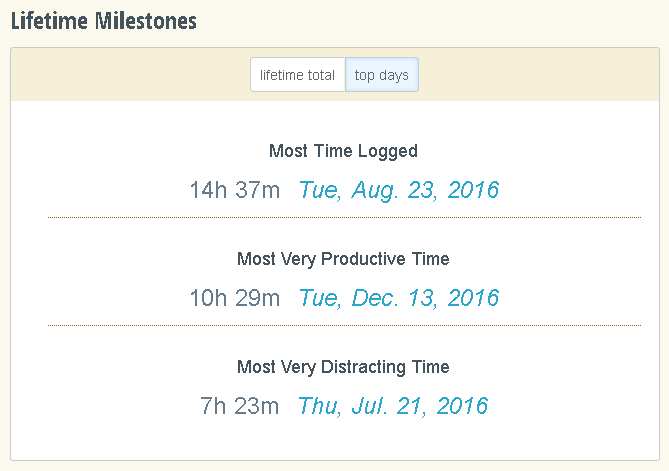 Lifetime Milestones
lifetime total top days
Most Time Logged
14h 37m Tue, Aug. 23, 2016
Most Very Productive Time
10h 29m Tue, Dec. 13, 2016
Most Very Distracting Time
7h 23m Thu, Jul. 21, 2016